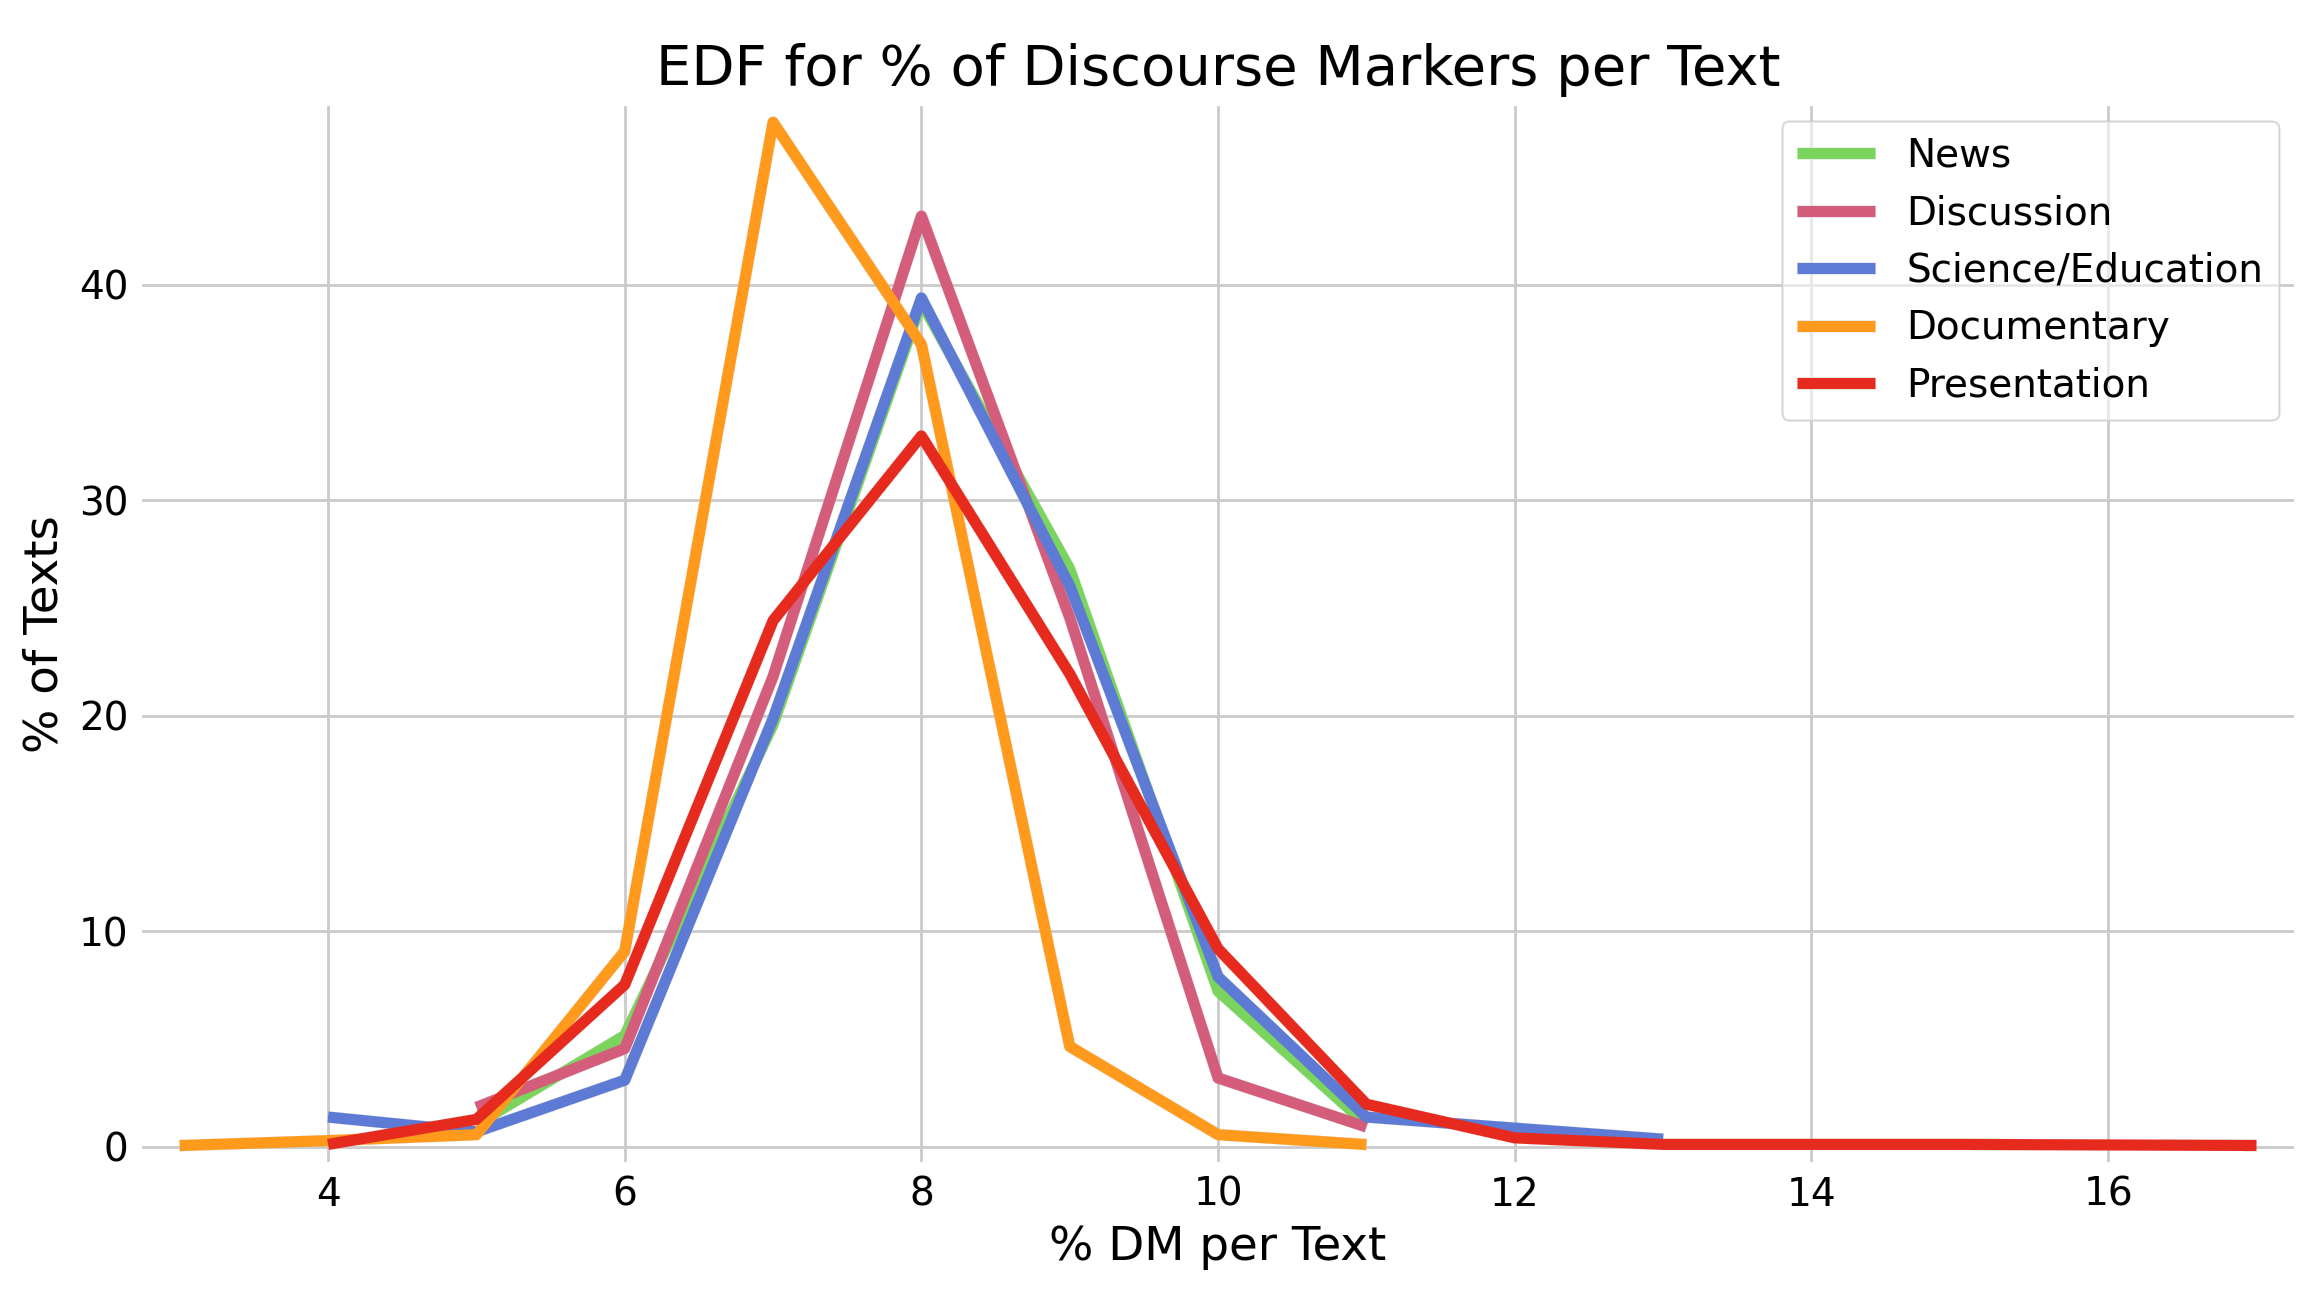 EDF for % of Discourse Markers per Text
News
Discussion
Science/Education
Documentary
Presentation
% of Texts
40
30
20
10
0
4 6 8 10 12 14 16
% DM per Text